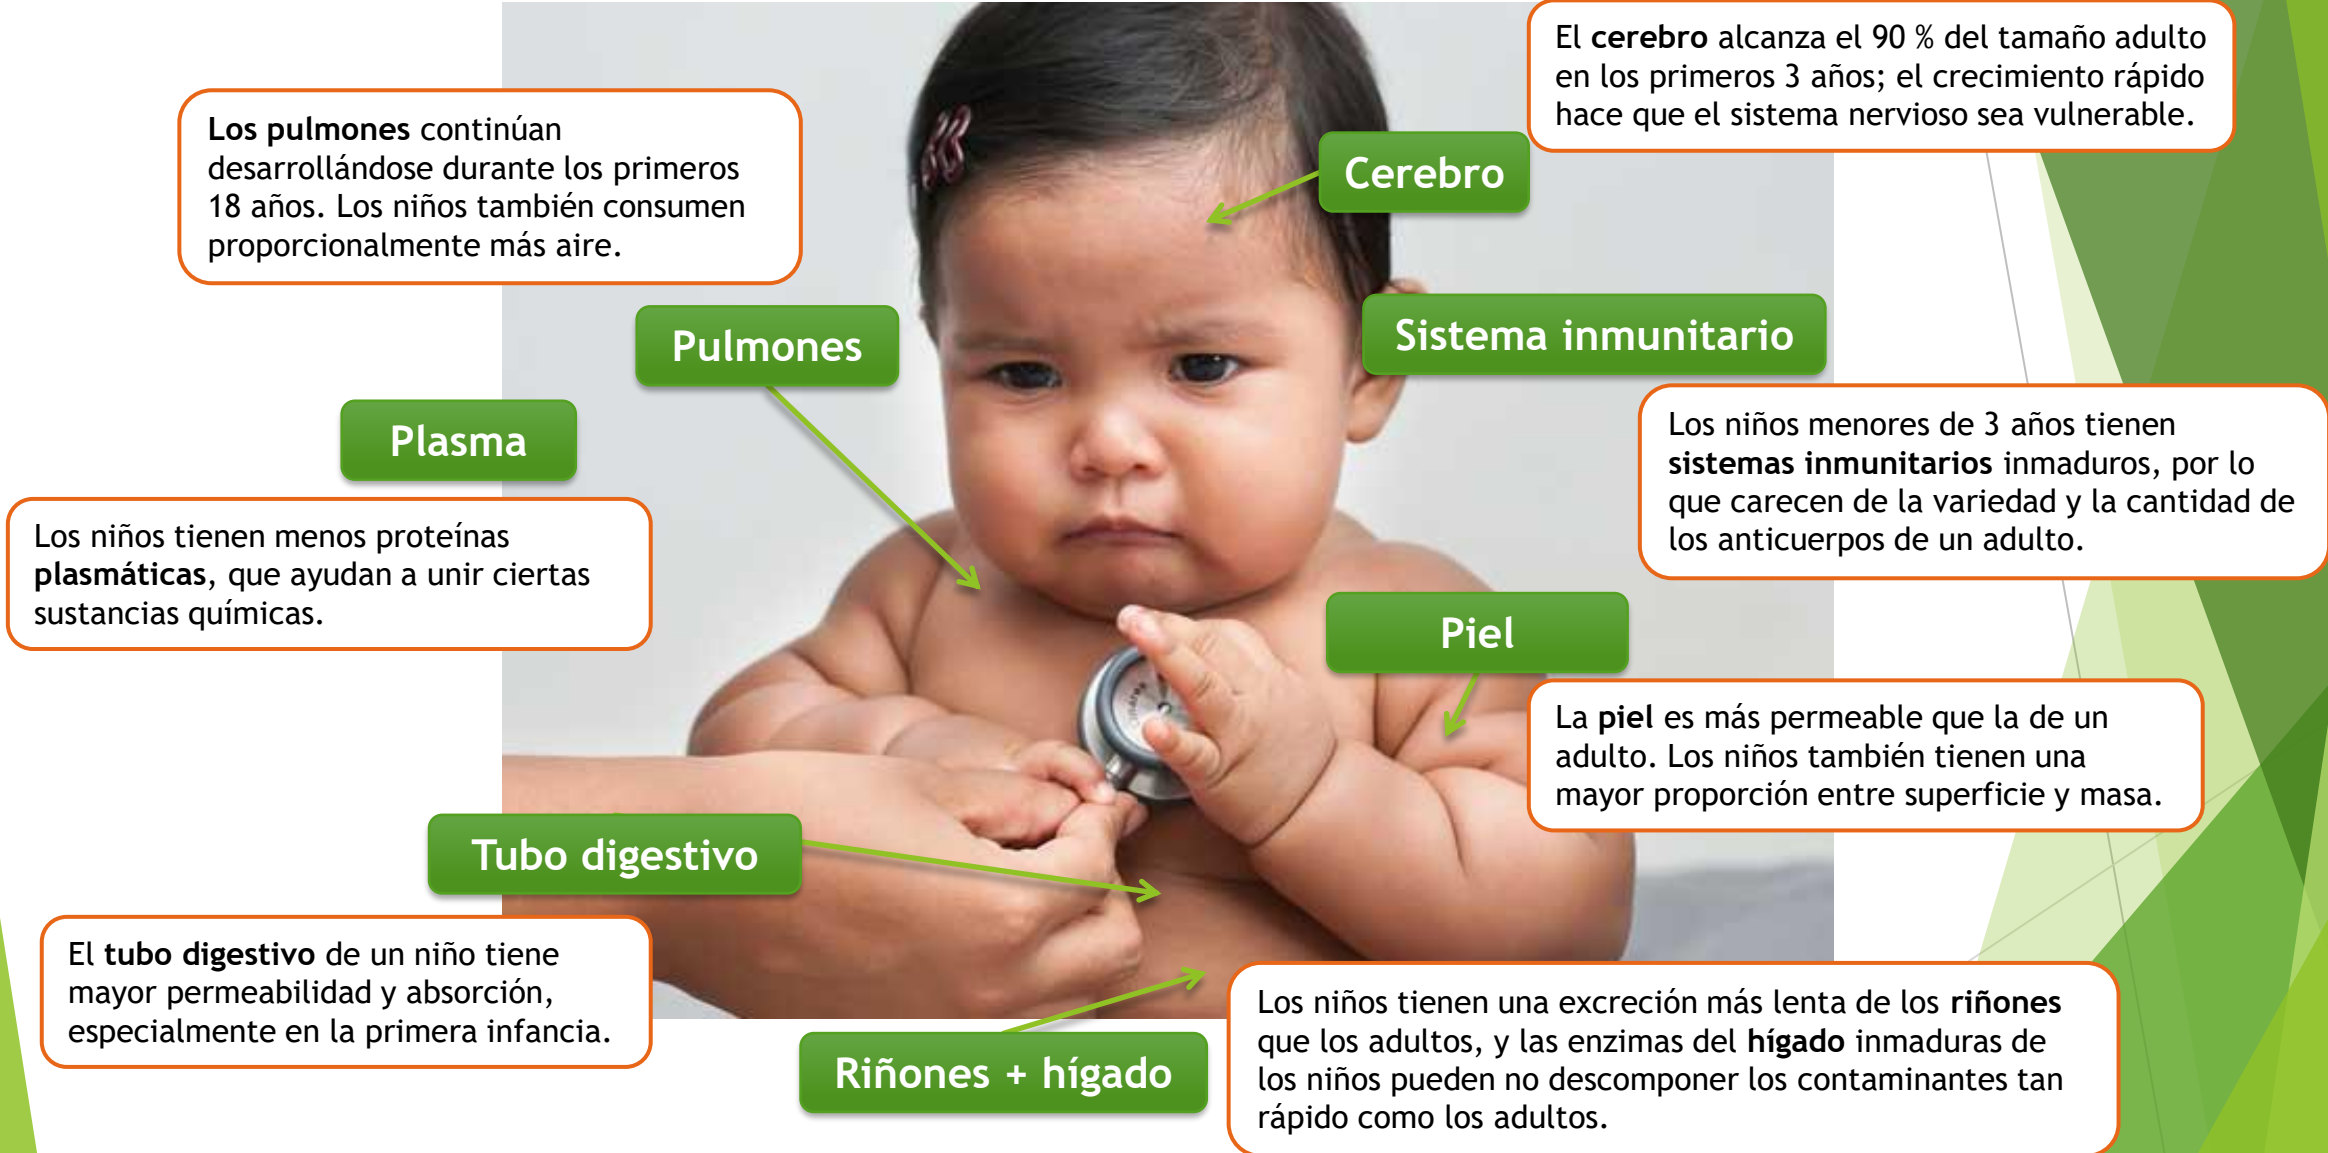 El cerebro alcanza el 90 % del tamaño adulto
en los primeros 3 años; el crecimiento rápido
hace que el sistema nervioso sea vulnerable.
Los pulmones continúan
desarrollándose durante los primeros
18 años. Los niños también consumen
proporcionalmente más aire.
Cerebro
Pulmones
Sistema inmunitario
Plasma
Los niños menores de 3 años tienen
sistemas inmunitarios inmaduros, por lo
que carecen de la variedad y la cantidad de
los anticuerpos de un adulto.
Los niños tienen menos proteínas
plasmáticas, que ayudan a unir ciertas
sustancias químicas.
Piel
La piel es más permeable que la de un
adulto. Los niños también tienen una
mayor proporción entre superficie y masa.
Tubo digestivo
El tubo digestivo de un niño tiene
mayor permeabilidad y absorción,
especialmente en la primera infancia.
Riñones + hígado
Los niños tienen una excreción más lenta de los riñones
que los adultos, y las enzimas del hígado inmaduras de
los niños pueden no descomponer los contaminantes tan
rápido como los adultos.